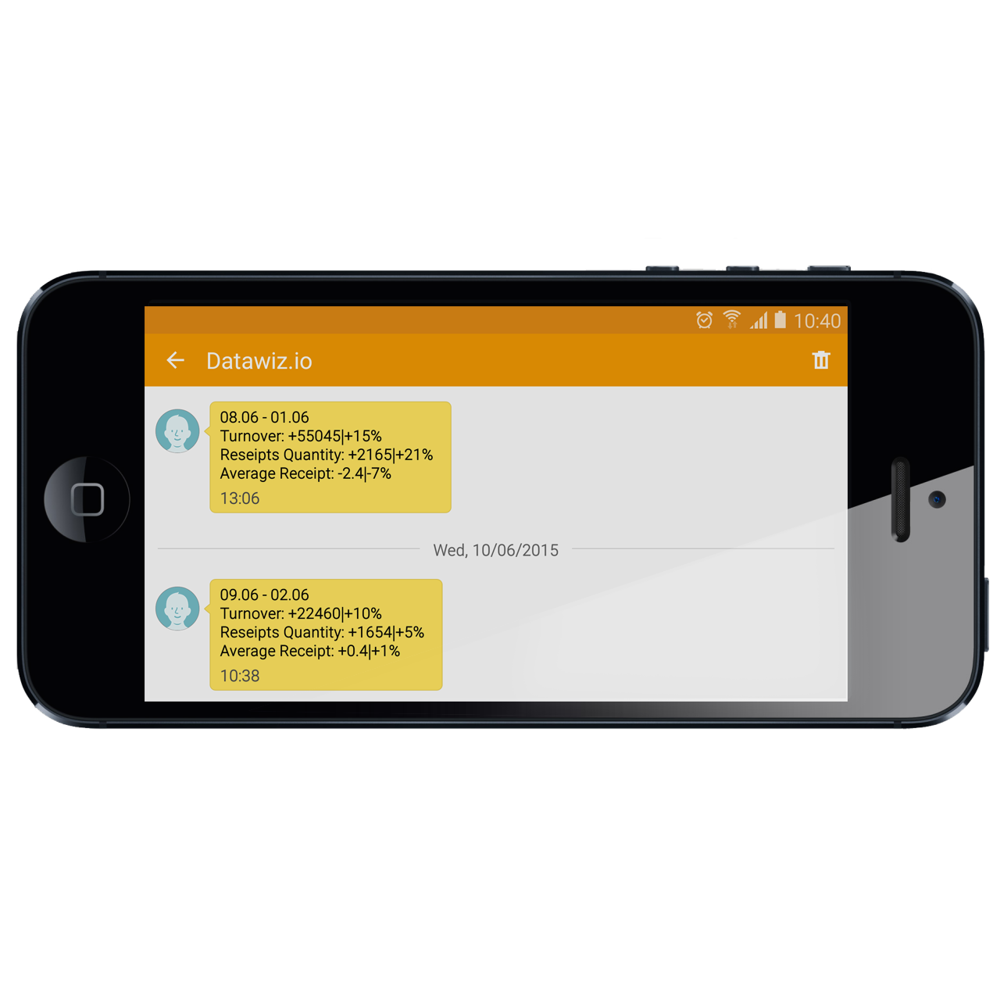 10:40
Datawiz.io
08.06 - 01.06
Turnover: +55045|+15%
Reseipts Quantity: +2165|+21%
Average Receipt: -2.4|-7%
13:06
Wed, 10/06/2015
09.06 - 02.06
Turnover: +22460|+10%
Reseipts Quantity: +1654|+5%
Average Receipt: +0.4|+1%
10:38